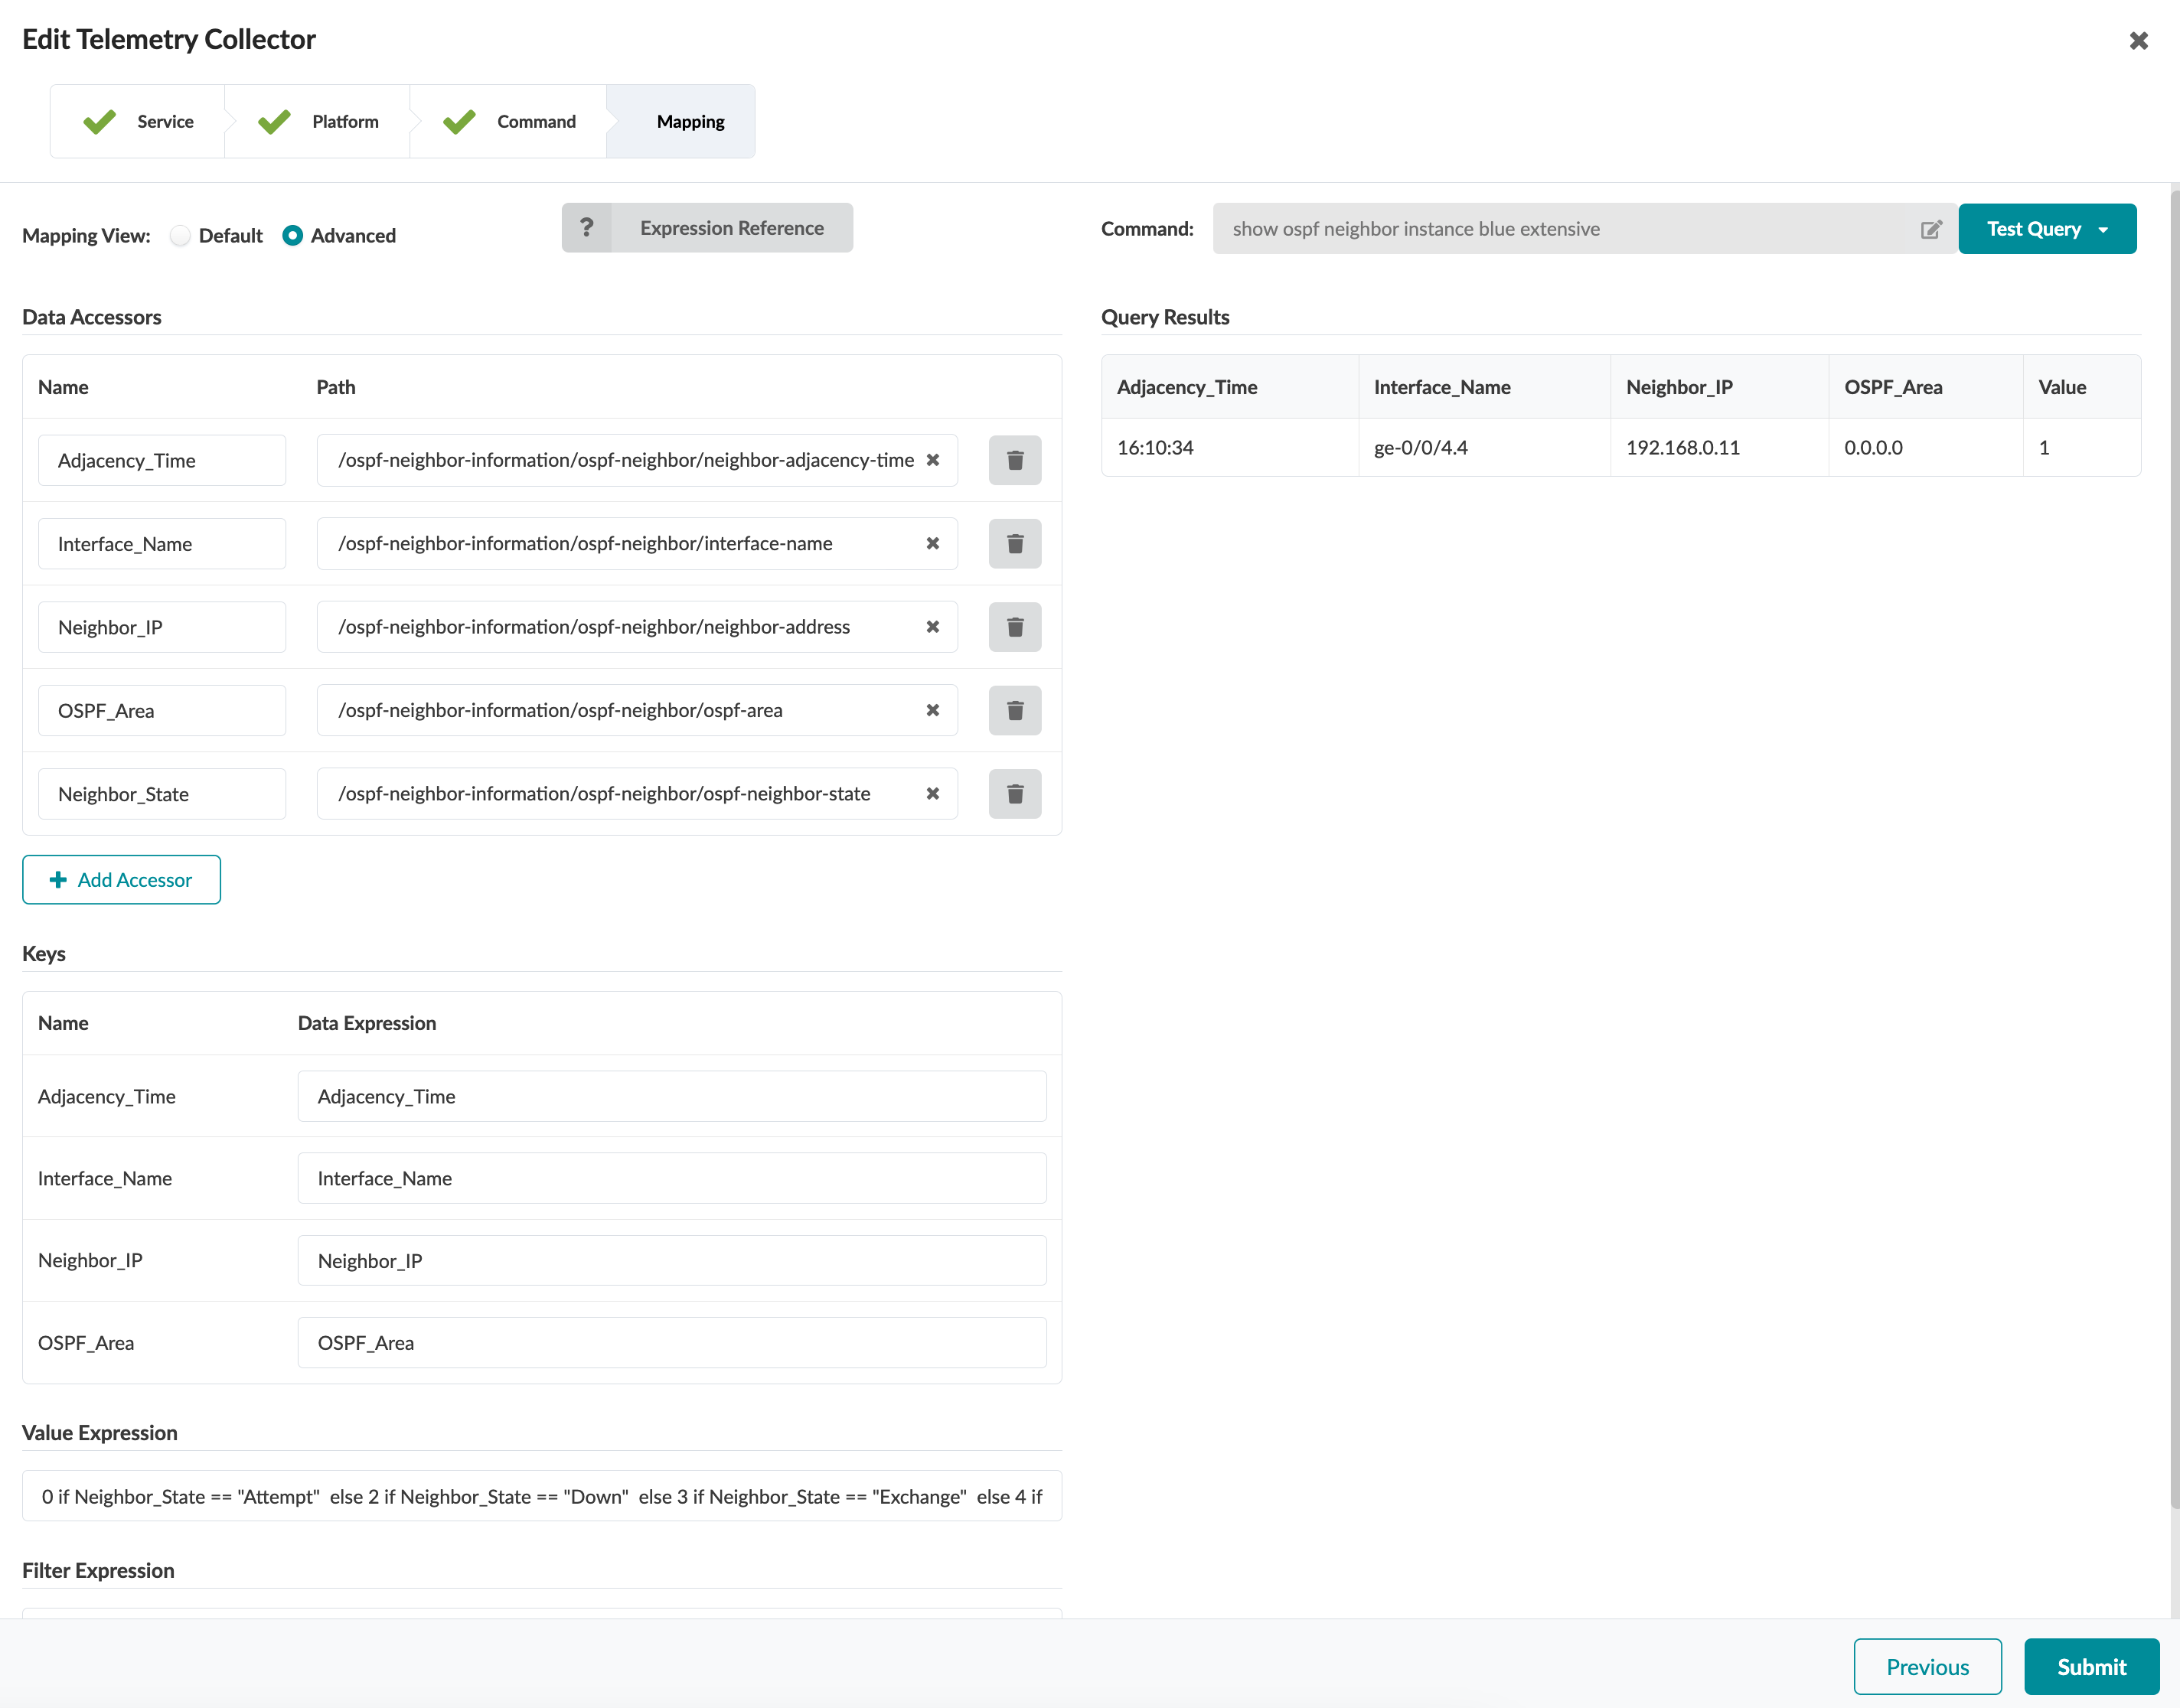 Edit Telemetry Collector
Service
Platform
Command
Mapping
Mapping View: Default Advanced
? Expression Reference
Command: show ospf neighbor instance blue extensive
Test Query
Data Accessors
Name Path
Adjacency_Time /ospf-neighbor-information/ospf-neighbor/neighbor-adjacency-time
Interface_Name /ospf-neighbor-information/ospf-neighbor/interface-name
Neighbor_IP /ospf-neighbor-information/ospf-neighbor/neighbor-address
OSPF_Area /ospf-neighbor-information/ospf-neighbor/ospf-area
Neighbor_State /ospf-neighbor-information/ospf-neighbor/ospf-neighbor-state
Add Accessor
Query Results
Adjacency_Time Interface_Name Neighbor_IP OSPF_Area Value
16:10:34 ge-0/0/4.4 192.168.0.11 0.0.0.0 1
Keys
Name Data Expression
Adjacency_Time Adjacency_Time
Interface_Name Interface_Name
Neighbor_IP Neighbor_IP
OSPF_Area OSPF_Area
Value Expression
0 if Neighbor_State == "Attempt"  else 2 if Neighbor_State == "Down"  else 3 if Neighbor_State == "Exchange"  else 4 if
Filter Expression
Previous
Submit